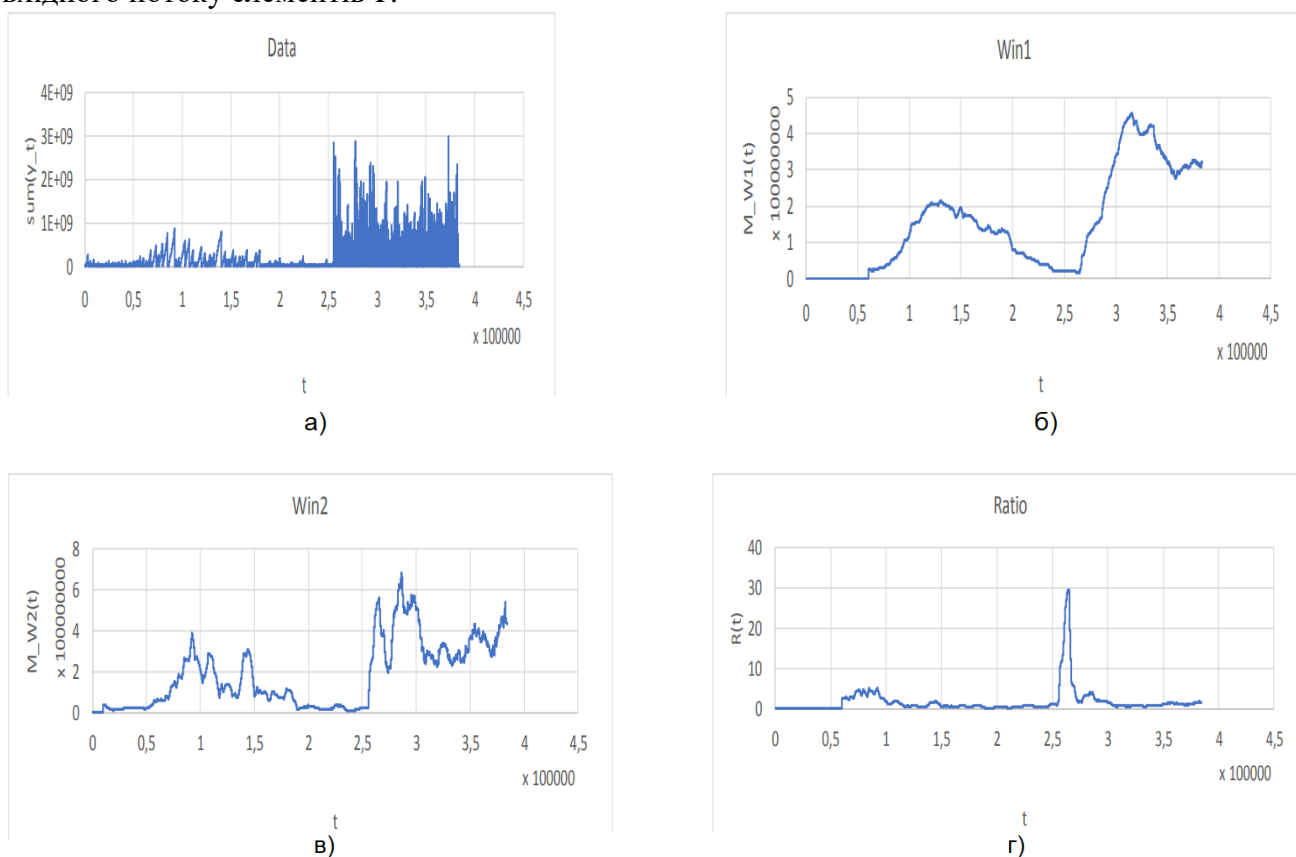 вхідного потоку елементів
Data
sum(y_t)
4E+09
3E+09
2E+09
1E+09
0
0 0,5 1 1,5 2 2,5 3 3,5 4 4,5
x 100000
t
а)
Win1
M_W1(t)
x 100000000
5
4
3
2
1
0
0 0,5 1 1,5 2 2,5 3 3,5 4 4,5
x 100000
t
б)
Win2
M_W2(t)
x 100000000
8
6
4
2
0
0 0,5 1 1,5 2 2,5 3 3,5 4 4,5
x 100000
t
в)
Ratio
R(t)
40
30
20
10
0
0 0,5 1 1,5 2 2,5 3 3,5 4 4,5
x 100000
t
г)